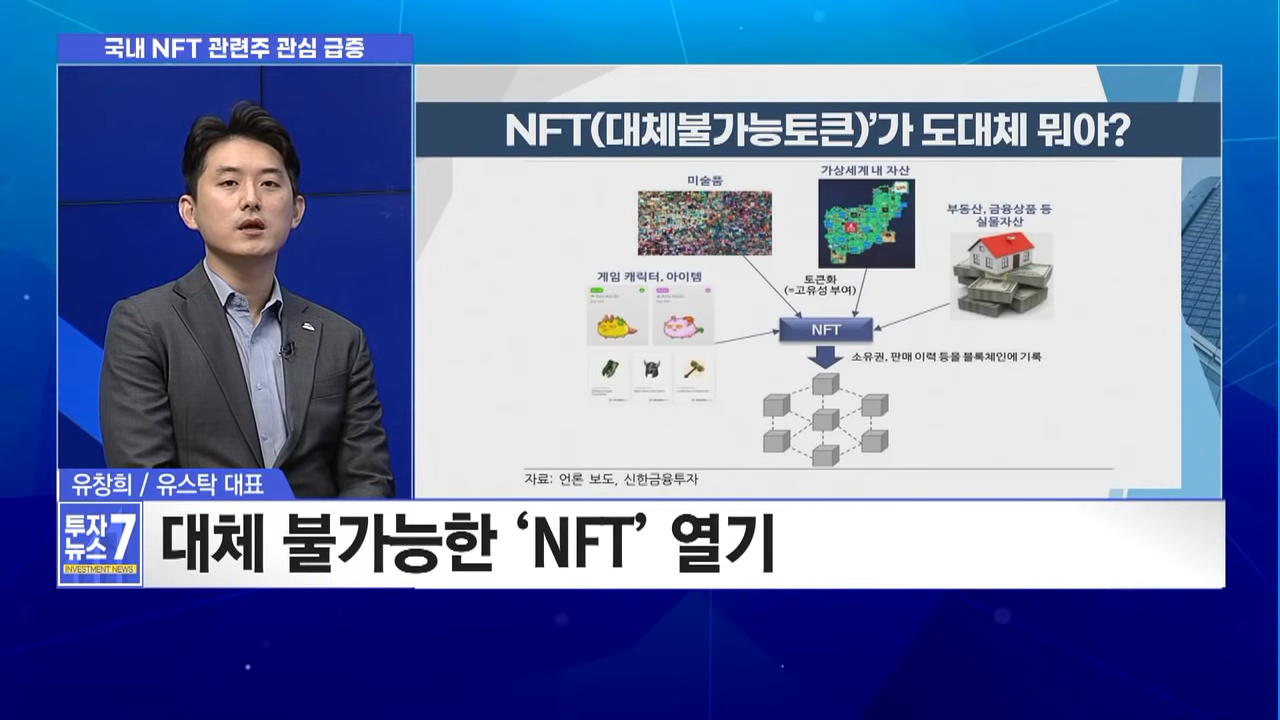 국내 NFT 관련주 관심 급증
NFT(대체불가능토큰)’가 도대체 뭐야?
미술품
가상세계 내 자산
부동산, 금융상품 등
실물자산
게임 캐릭터, 아이템
토큰화
(=고유성 부여)
NFT
소유권, 판매 이력 등을 블록체인에 기록
자료: 언론 보도, 신한금융투자
유창희 / 유스탁 대표
투자
뉴스 7
INVESTMENT NEWS
대체 불가능한 ‘NFT’ 열기